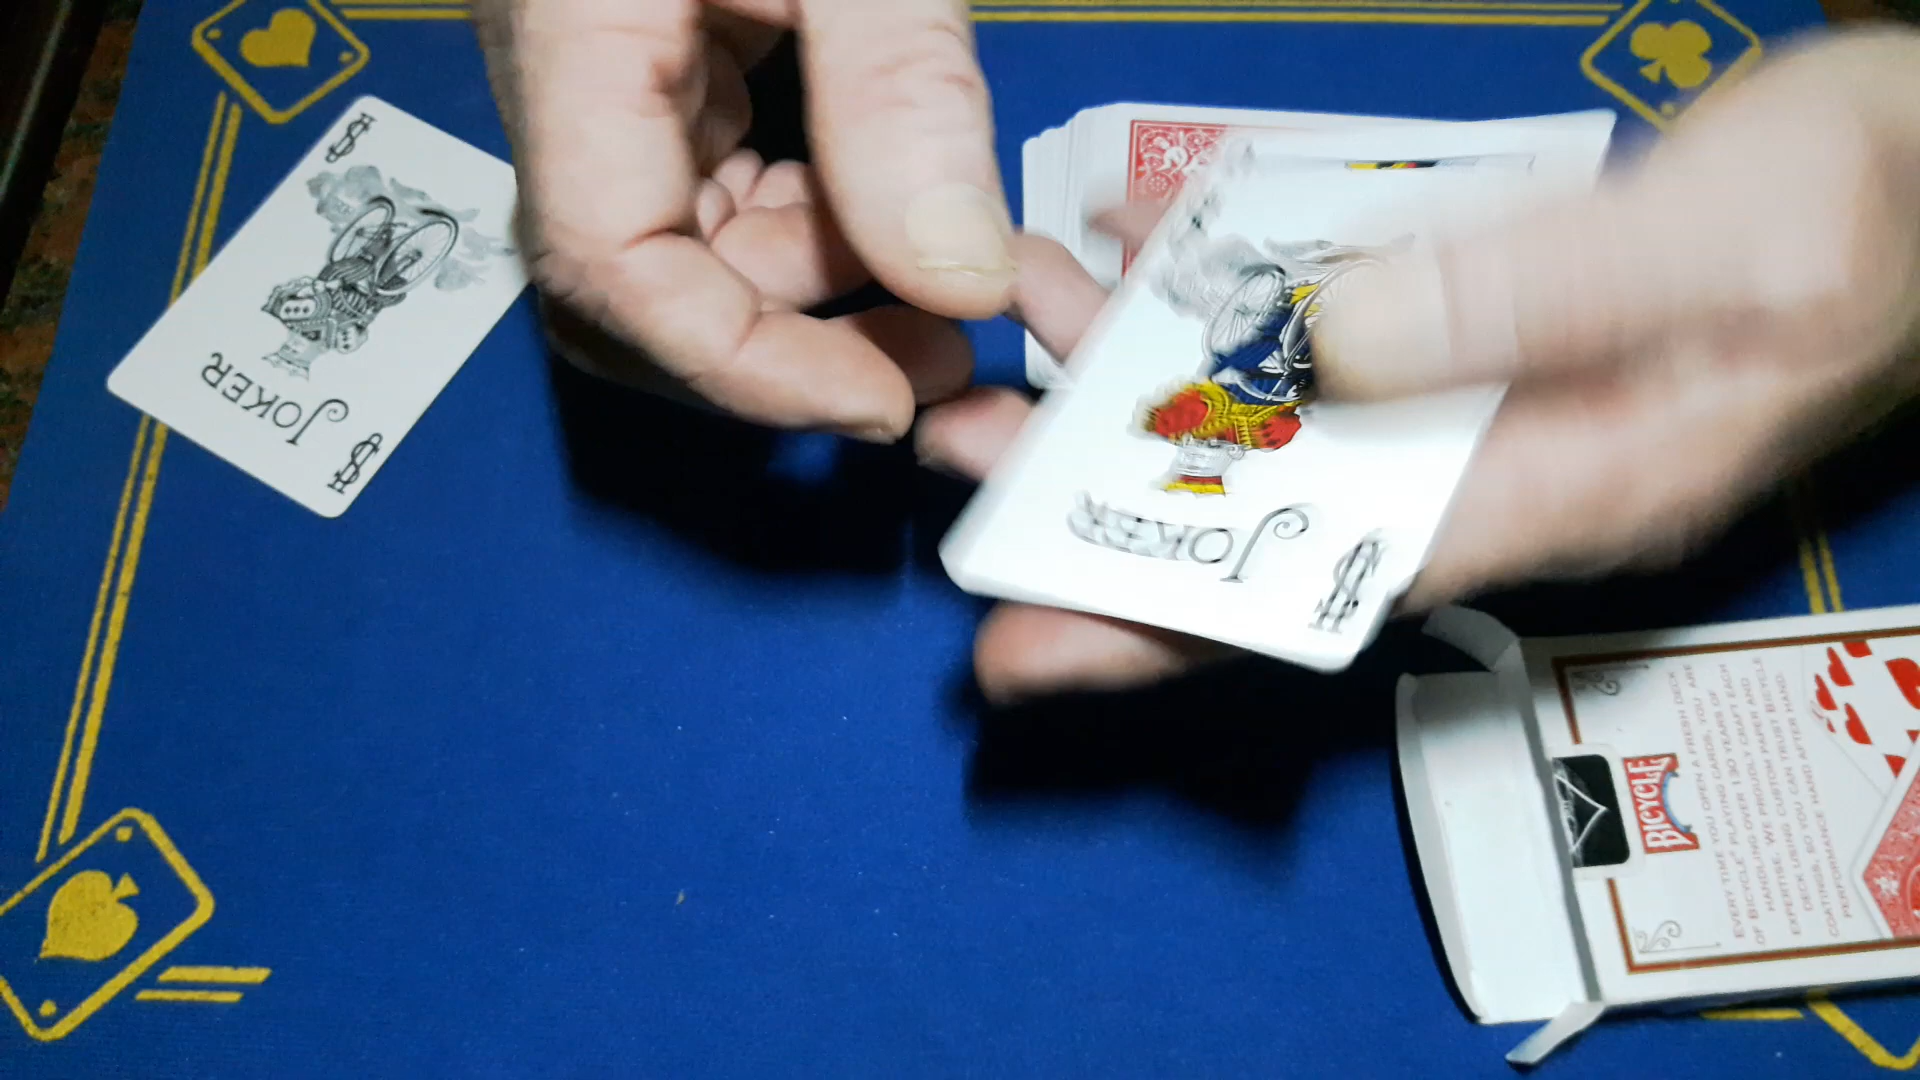 JOKER
JOKER
BICYCLE
EVERY TIME YOU OPEN A FRESH DECK
OF BICYCLE® PLAYING CARDS, YOU ARE
HANDLING OVER 130 YEARS OF
EXPERTISE. WE PROUDLY CRAFT EACH
DECK USING CUSTOM PAPER AND
COATINGS, SO YOU CAN TRUST BICYCLE
PERFORMANCE HAND AFTER HAND.